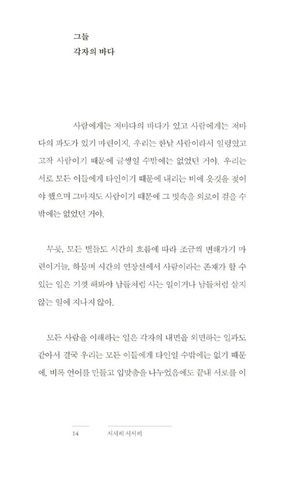 그들
각자의 바다
사람에게는 저마다의 바다가 있고 사람에게는 저마
다의 파도가 있기 마련이지. 우리는 한낱 사람이라서 일렁였고
고작 사람이기 때문에 글썽일 수밖에는 없었던 거야. 우리는
서로 모든 이들에게 타인이기 때문에 내리는 비에 옷깃을 젖어
야 했으며 그마저도 사람이기 때문에 그 빗속을 외로이 걸을 수
밖에는 없었던 거야.
무릇, 모든 별들도 시간의 흐름에 따라 조금씩 변해가기 마
련이거늘, 하물며 시간의 연장선에서 사람이라는 존재가 할 수
있는 일은 기껏 해봐야 남들처럼 사는 일이거나 남들처럼 살지
않는 일에 지나지 않아.
모든 사람을 이해하는 일은 각자의 내면을 외면하는 일과도
같아서 결국 우리는 모든 이들에게 타인일 수밖에는 없기 때문
에, 비록 언어를 만들고 입맞춤을 나누었음에도 끝내 서로를 이
14
시시비 시시비